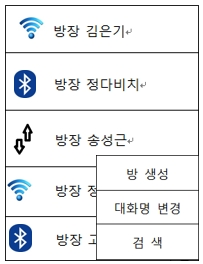 방장 김은기↵
방장 정다비치↵
방장 송성근↵
방장 정
방장 고
방 생성
대화명 변경
검 색